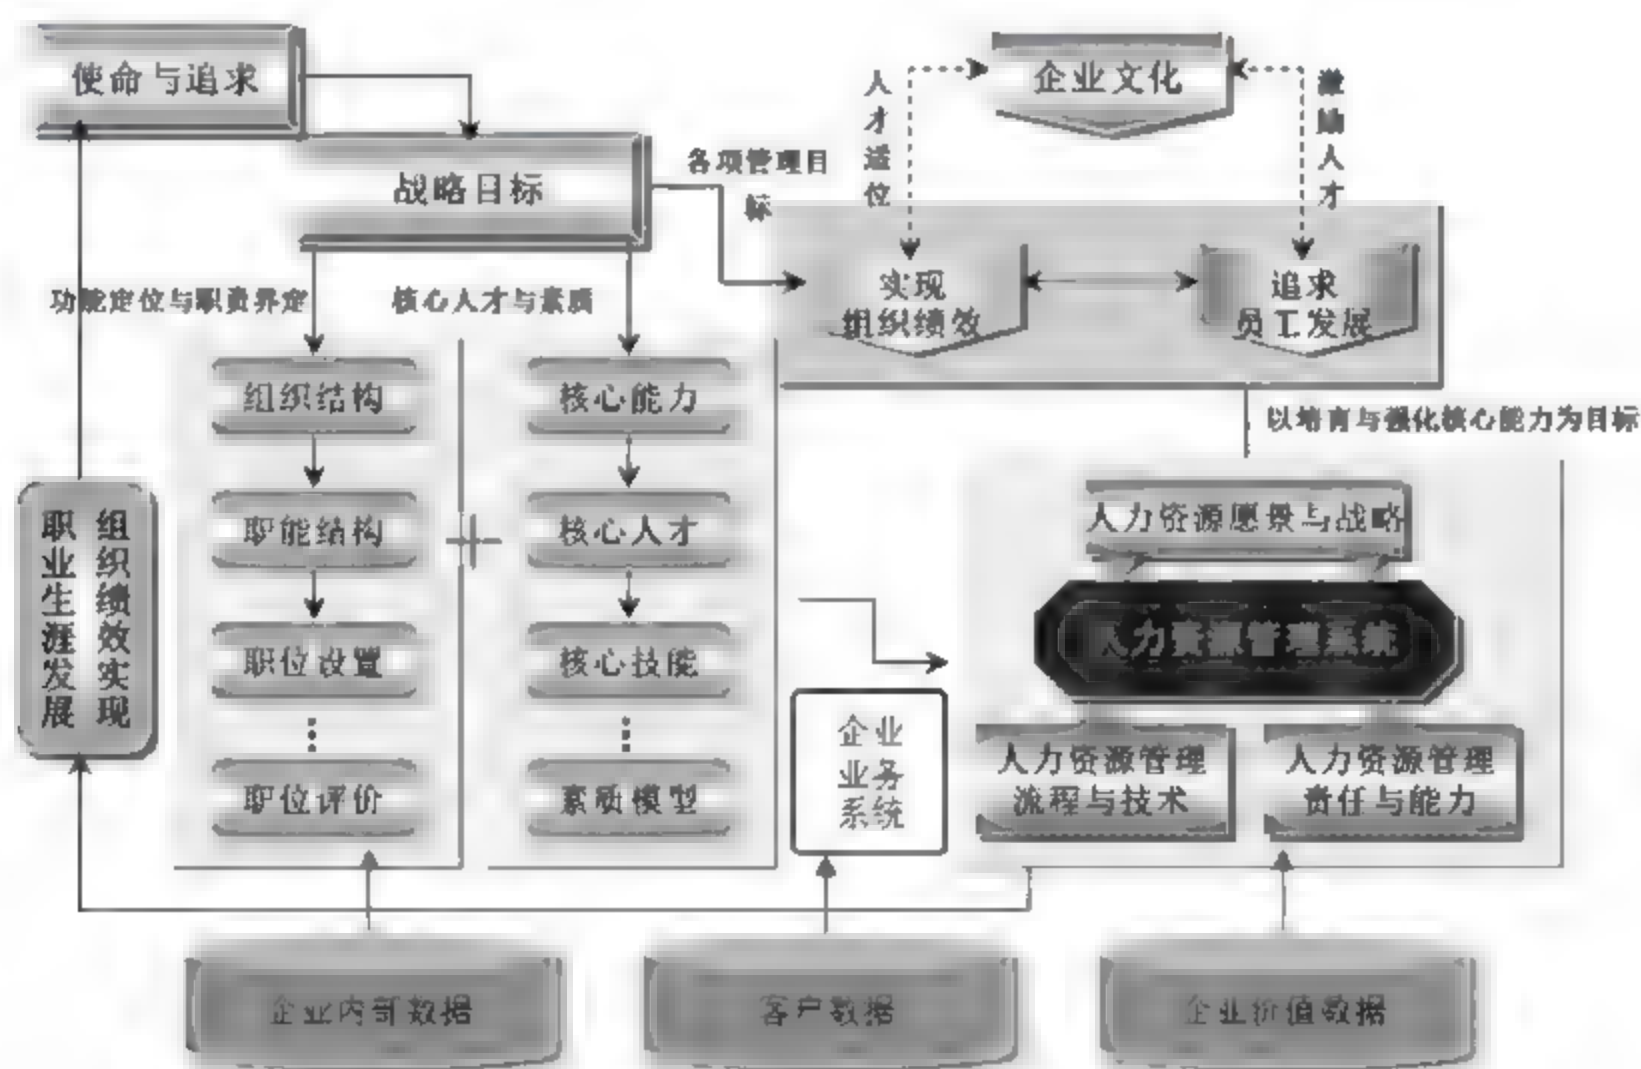 使命与追求
企业文化
人才适位
激励人才
战略目标
各项管理目
标
实现
组织绩效
追求
员工发展
功能定位与职责界定
核心人才与素质
组织结构
核心能力
以培育与强化核心能力为目标
职能结构
核心人才
人力资源愿景与战略
组织绩效实现
职业生涯发展
职位设置
核心技能
人力资源管理系统
企业
业务
系统
人力资源管理
流程与技术
人力资源管理
责任与能力
职位评价
素质模型
企业内部数据
客户数据
企业价值数据